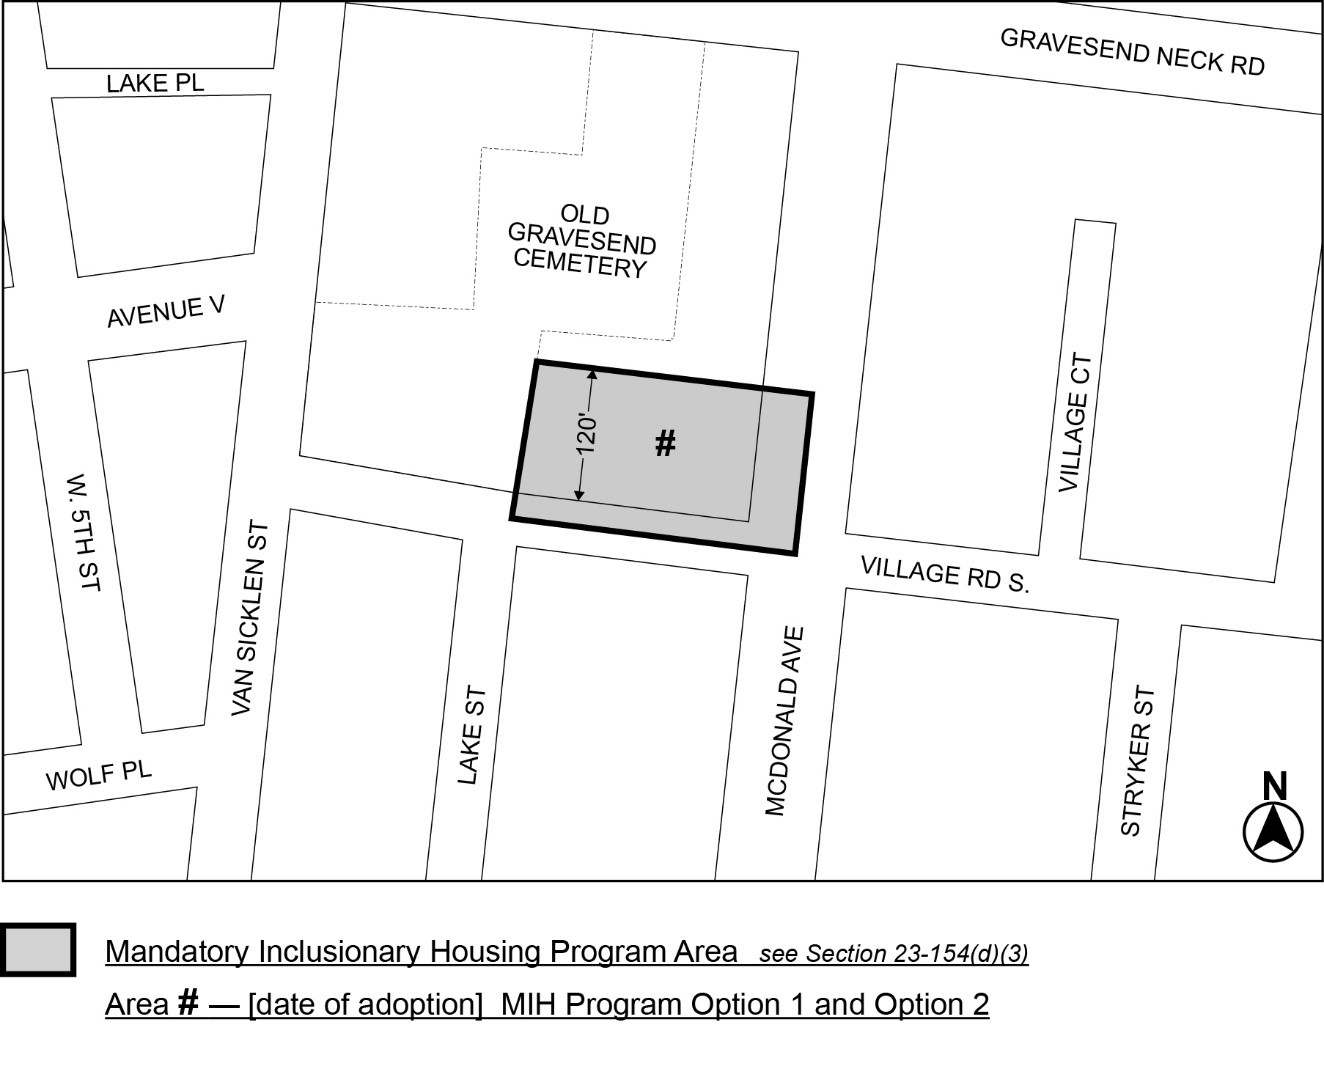 GRAVESEND NECK RD
LAKE PL
OLD
GRAVESEND
CEMETERY
AVENUE V
VILLAGE CT
120'
#
W. 5TH ST
VAN SICKLEN ST
VILLAGE RD S.
LAKE ST
MCDONALD AVE
STRYKER ST
WOLF PL
N
Mandatory Inclusionary Housing Program Area see Section 23-154(d)(3)
Area # — [date of adoption] MIH Program Option 1 and Option 2